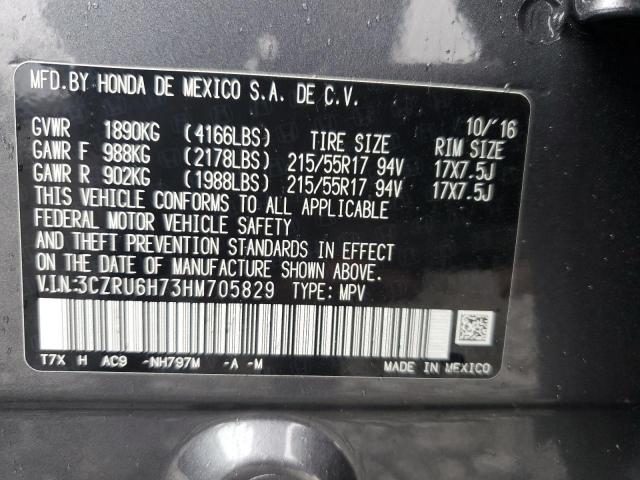 MFD.BY HONDA DE MEXICO S.A. DE C.V.
10/'16
GVWR 1890KG (4166LBS) TIRE SIZE RIM SIZE
GAWR F 988KG (2178LBS) 215/55R17 94V 17X7.5J
GAWR R 902KG (1988LBS) 215/55R17 94V 17X7.5J
THIS VEHICLE CONFORMS TO ALL APPLICABLE
FEDERAL MOTOR VEHICLE SAFETY
AND THEFT PREVENTION STANDARDS IN EFFECT
ON THE DATE OF MANUFACTURE SHOWN ABOVE.
V.I.N.:3CZRU6H73HM705829 TYPE: MPV
T7X H AC9 -NH797M -A -M
MADE IN MEXICO